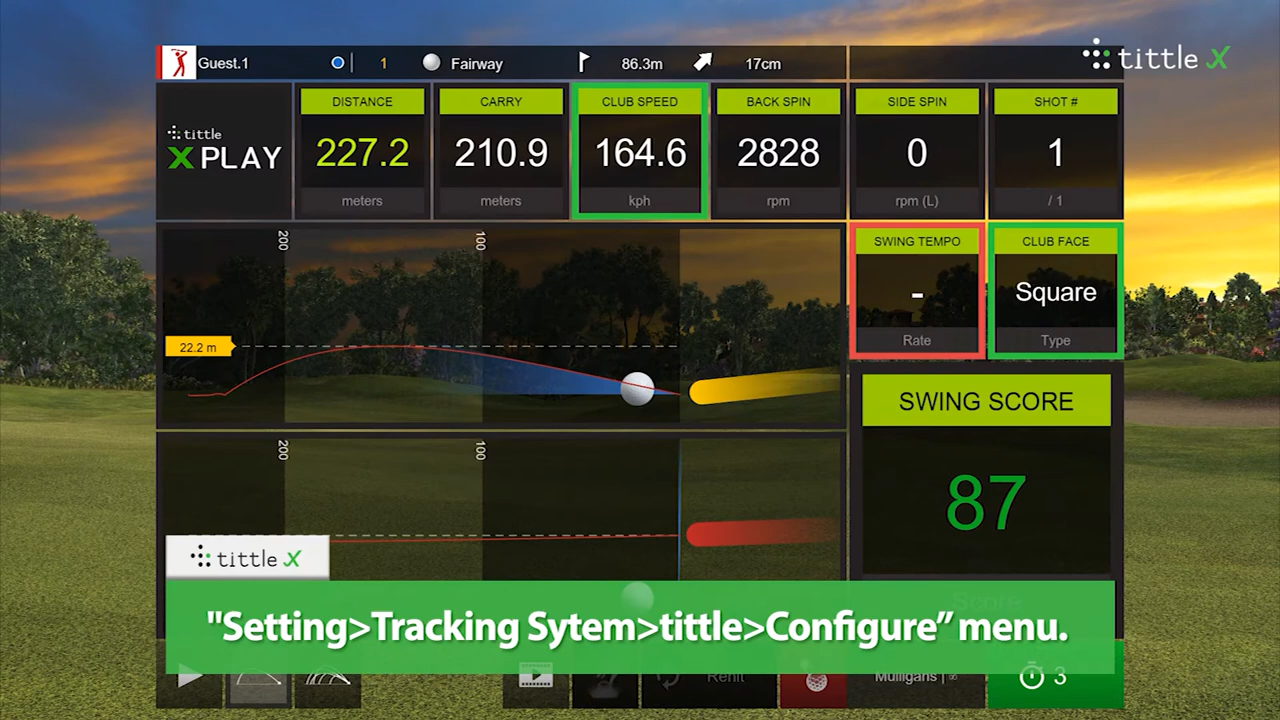 Guest.1
1
Fairway
86.3m
17cm
tittle X
tittle
X PLAY
DISTANCE
227.2
meters
CARRY
210.9
meters
CLUB SPEED
164.6
kph
BACK SPIN
2828
rpm
SIDE SPIN
0
rpm (L)
SHOT #
1
/ 1
200
100
22.2 m
SWING TEMPO
-
Rate
CLUB FACE
Square
Type
SWING SCORE
87
Score
200
100
tittle X
"Setting>Tracking Sytem>tittle>Configure” menu.
Rehit
Mulligans | ∞
3